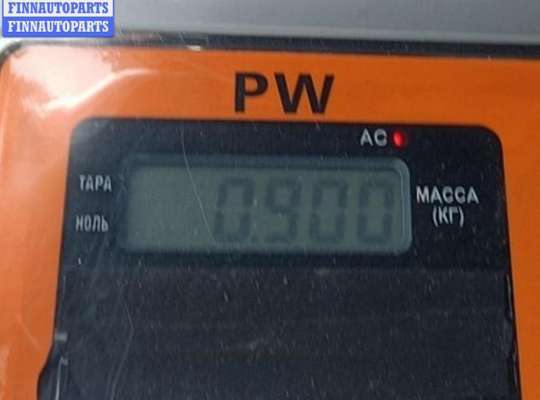 FINNAUTOPARTS
FINNAUTOPARTS
PW
AC
ТАРА
0.900
МАССА
(КГ)
НОЛЬ